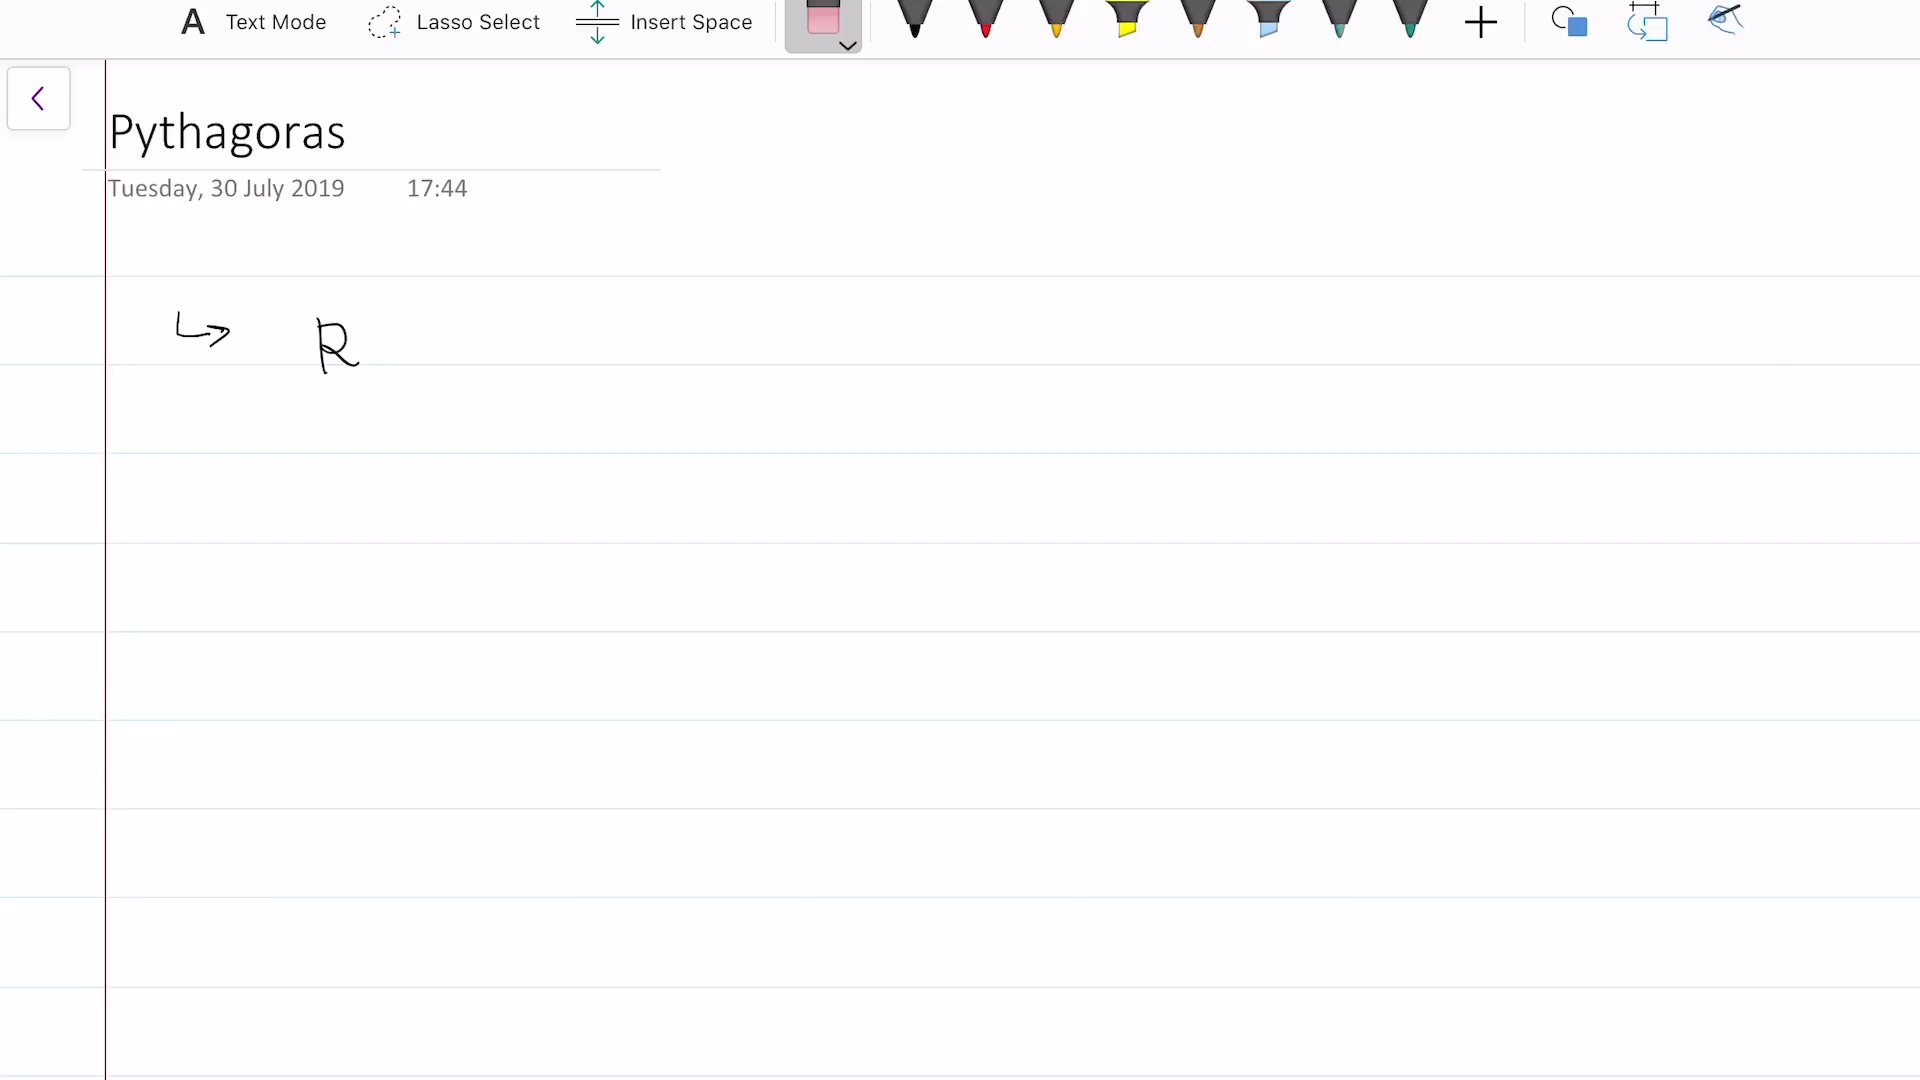 A Text Mode Lasso Select Insert Space
Pythagoras
Tuesday, 30 July 2019 17:44
↳ R